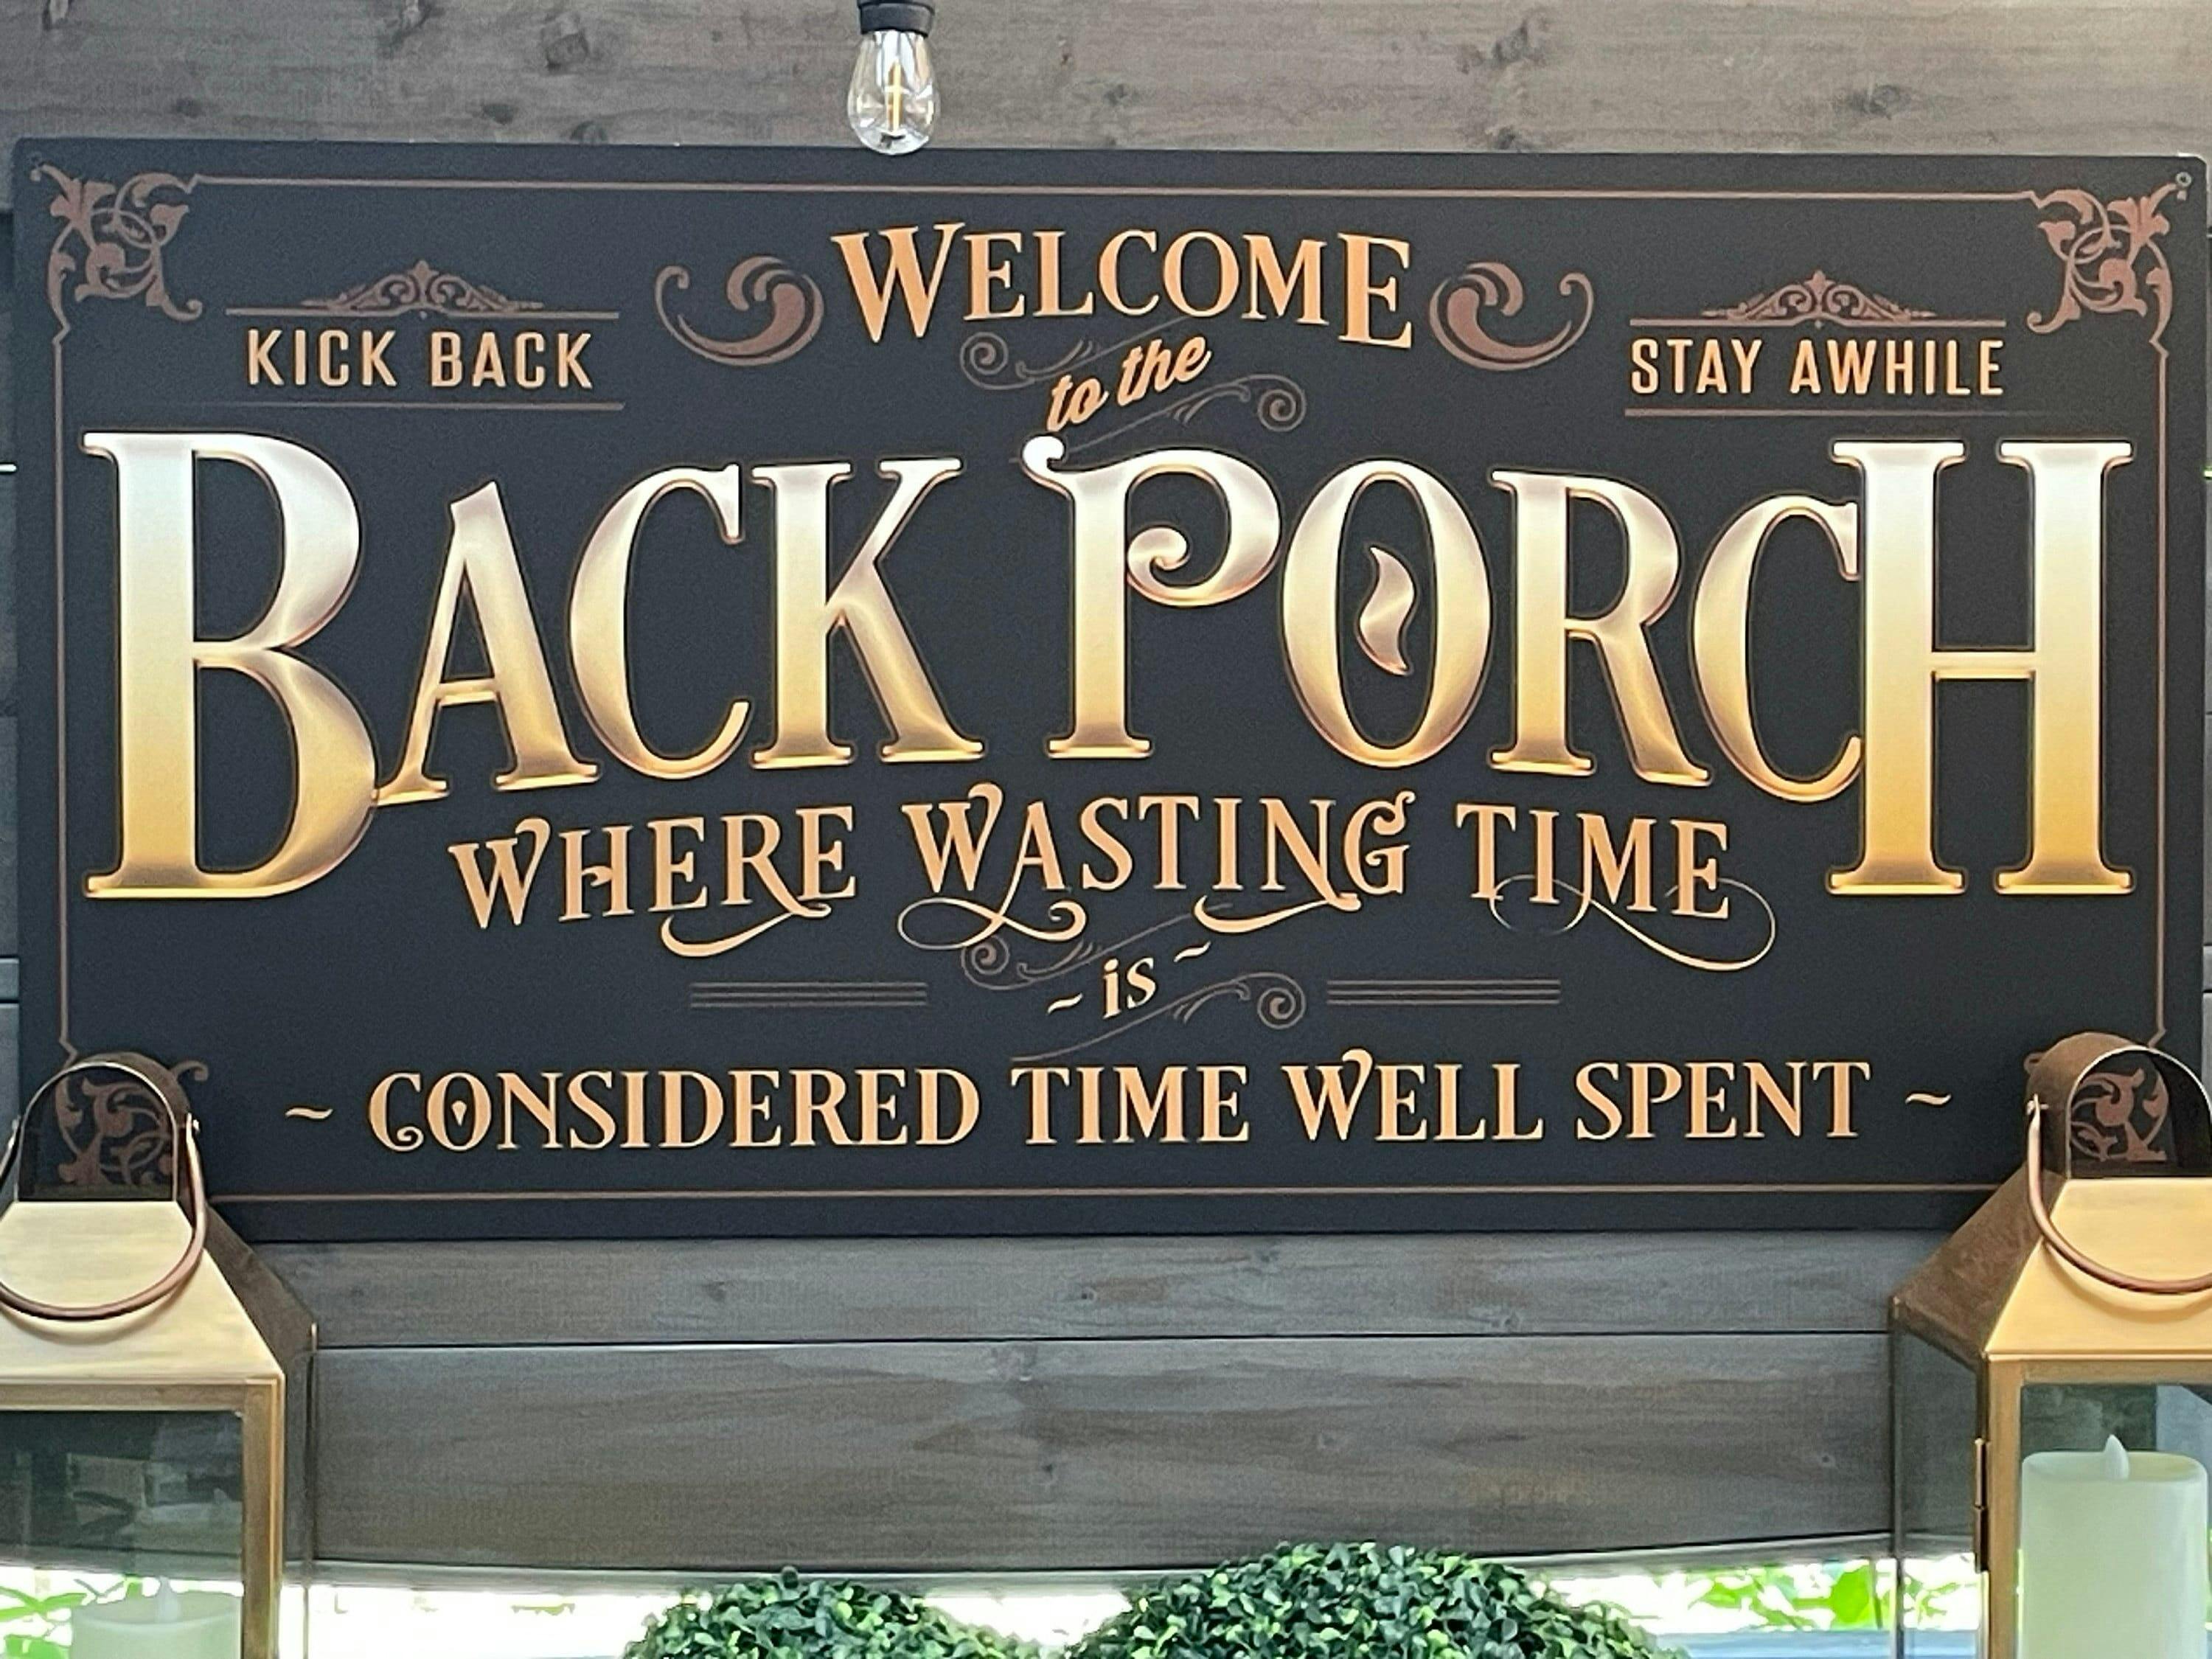 WELCOME
to the
KICK BACK
STAY AWHILE
BACK PORCH
WHERE WASTING TIME
~ is ~
~ CONSIDERED TIME WELL SPENT ~